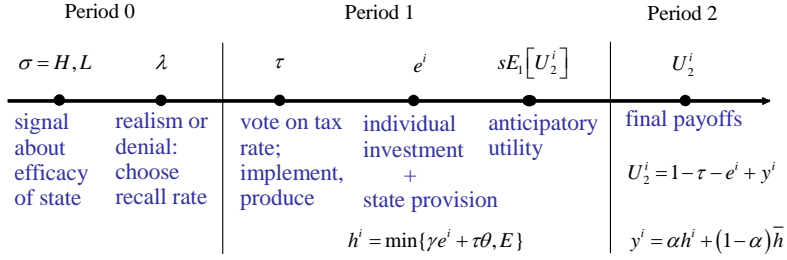 Period 0 Period 1 Period 2
σ = H, L λ τ e^i sE_1[U_2^i] U_2^i
signal about efficacy of state
realism or denial: choose recall rate
vote on tax rate; implement, produce
individual investment + state provision
anticipatory utility
final payoffs
U_2^i = 1 − τ − e^i + y^i
h^i = min{γe^i + τθ, E} y^i = αh^i + (1 − α)h̅